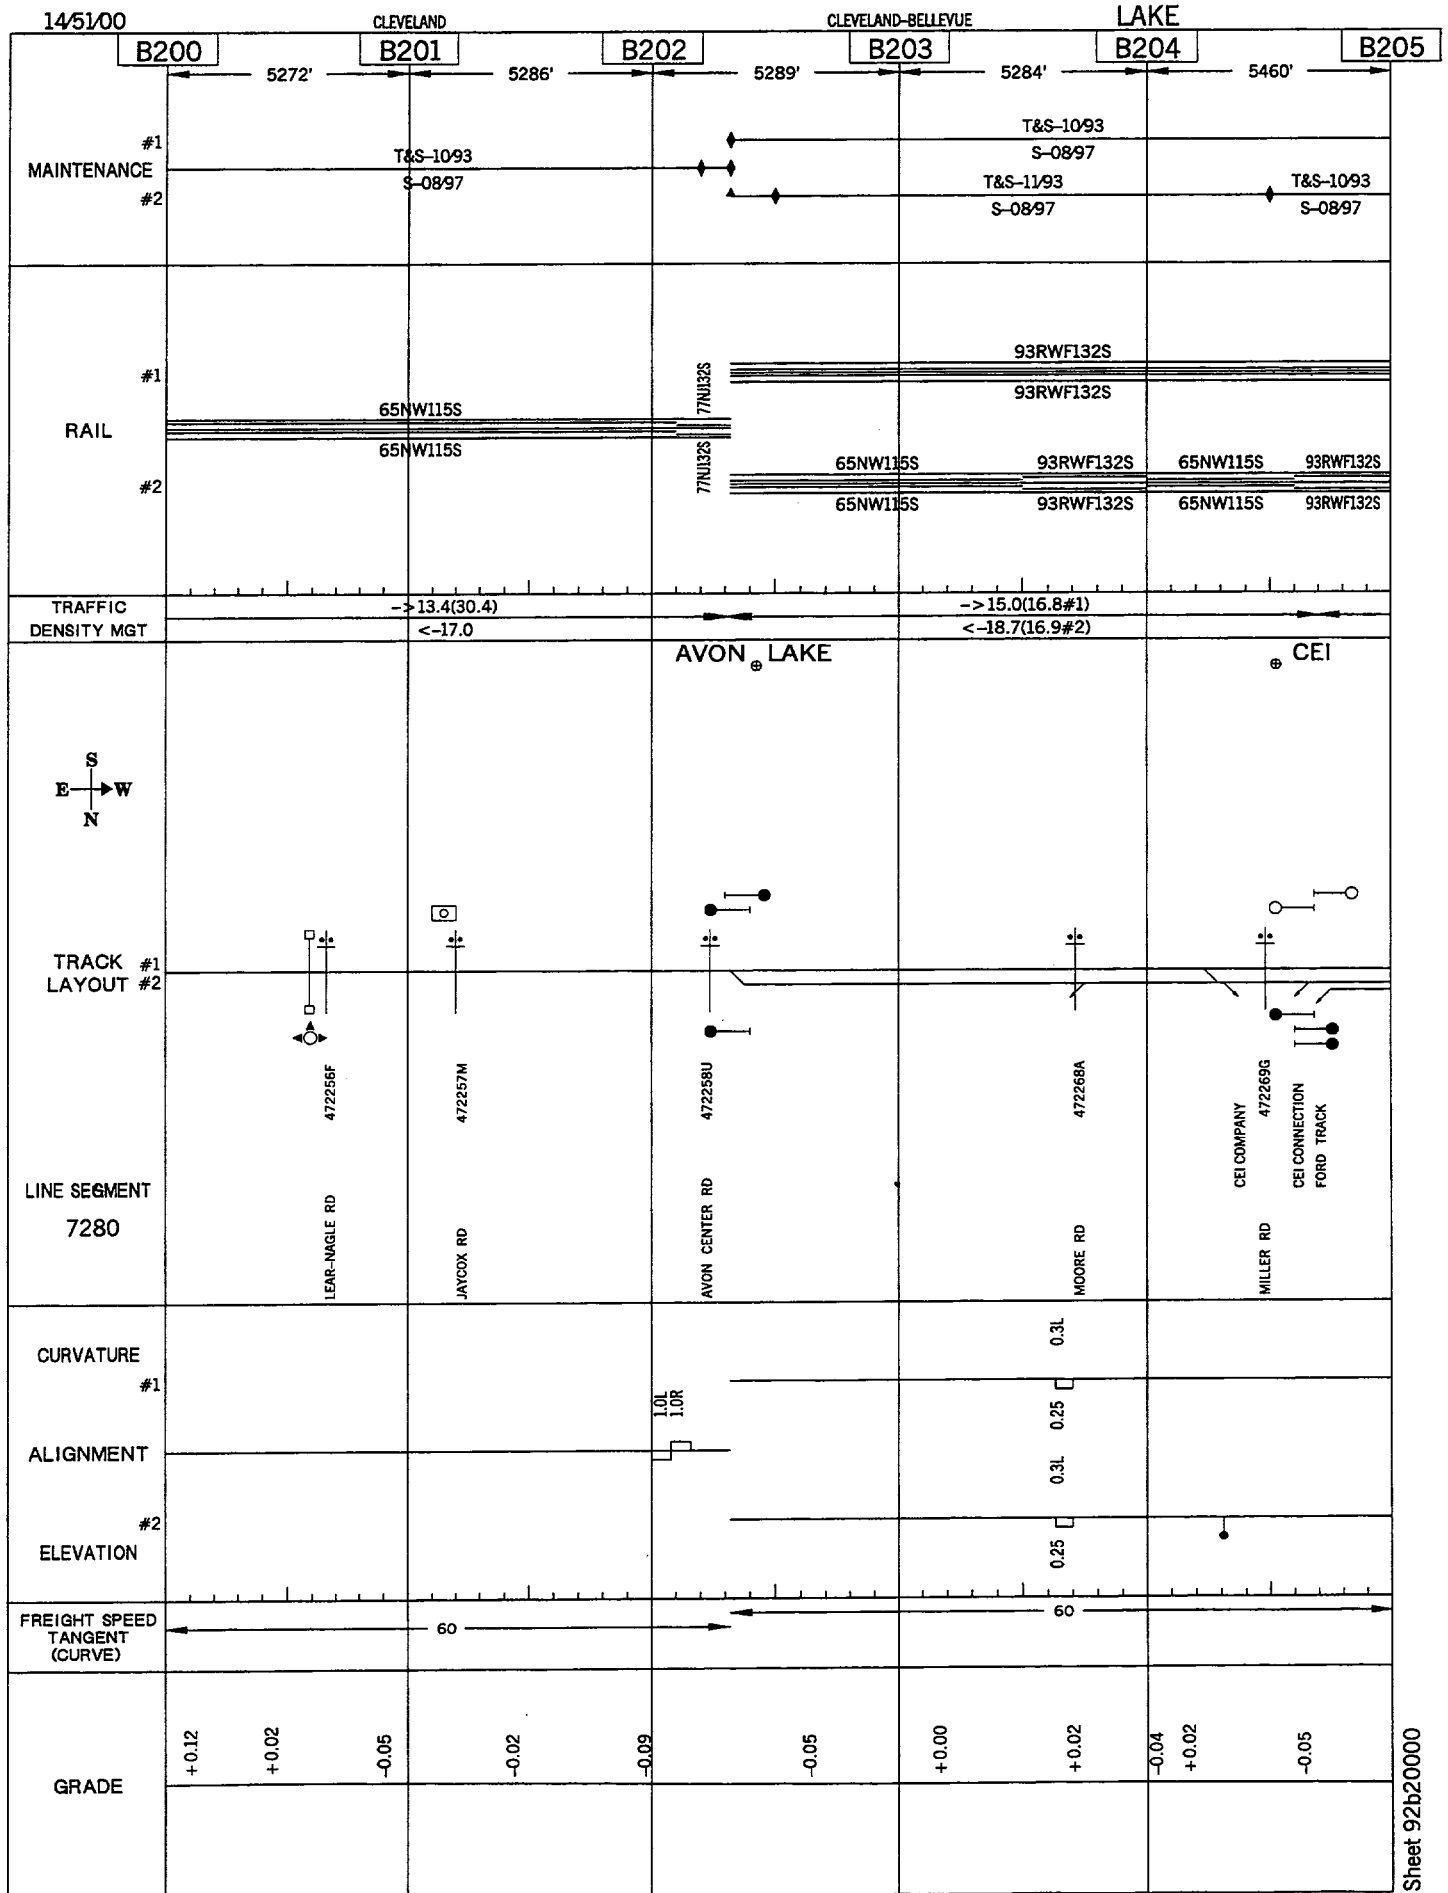 14/51/00 CLEVELAND CLEVELAND-BELLEVUE LAKE
B200 B201 B202 B203 B204 B205
5272' 5286' 5289' 5284' 5460'
#1 T&S-10/93
S-08/97
MAINTENANCE T&S-10/93
S-08/97
#2 T&S-11/93 T&S-10/93
S-08/97 S-08/97
93RWF132S
#1 77NJ132S
93RWF132S
65NW115S
RAIL
65NW115S
77NJ132S
65NW115S 93RWF132S 65NW115S 93RWF132S
#2
65NW115S 93RWF132S 65NW115S 93RWF132S
TRAFFIC ->13.4(30.4) ->15.0(16.8#1)
DENSITY MGT <-17.0 <-18.7(16.9#2)
AVON LAKE CEI
S
E W
N
TRACK #1
LAYOUT #2
472256F 472257M 472258U 472268A 472269G
CEI COMPANY CEI CONNECTION FORD TRACK
LINE SEGMENT
7280
LEAR-NAGLE RD JAYCOX RD AVON CENTER RD MOORE RD MILLER RD
CURVATURE 0.3L
#1
1.0L
1.0R
0.25
ALIGNMENT 0.3L
#2
ELEVATION 0.25
FREIGHT SPEED
TANGENT
(CURVE)
60 60
GRADE +0.12 +0.02 -0.05 -0.02 -0.09 -0.05 +0.00 +0.02 -0.04 +0.02 -0.05
Sheet 92b20000